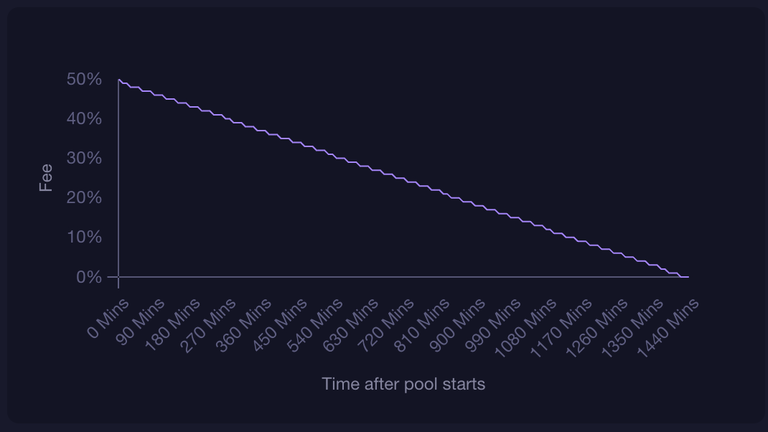 50%
40%
30%
20%
10%
0%
Fee
0 Mins
90 Mins
180 Mins
270 Mins
360 Mins
450 Mins
540 Mins
630 Mins
720 Mins
810 Mins
900 Mins
990 Mins
1080 Mins
1170 Mins
1260 Mins
1350 Mins
1440 Mins
Time after pool starts